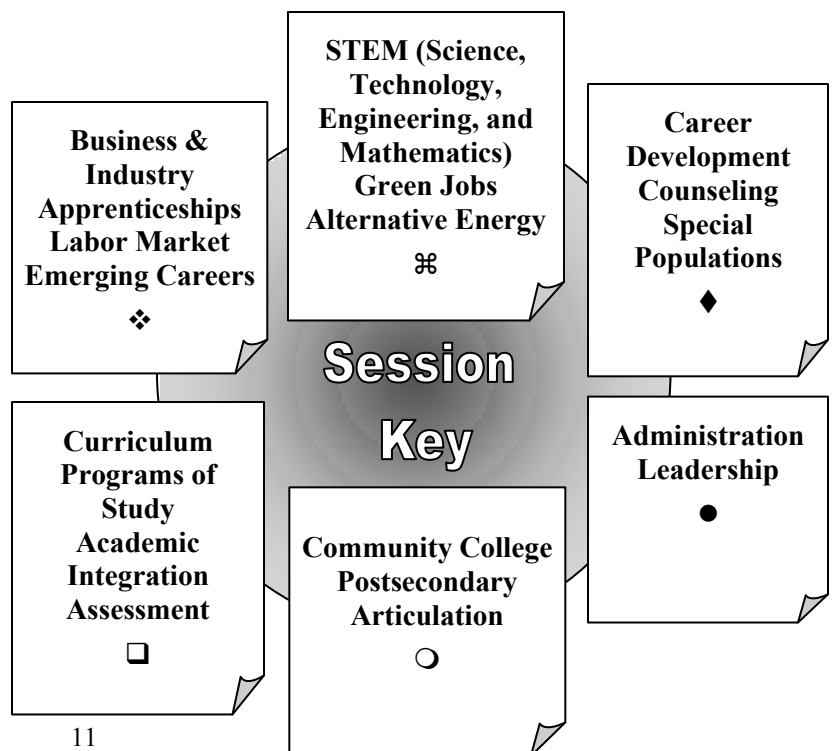 STEM (Science,
Technology,
Engineering, and
Mathematics)
Green Jobs
Alternative Energy
⌘
Business &
Industry
Apprenticeships
Labor Market
Emerging Careers
❖
Career
Development
Counseling
Special
Populations
♦
Session
Key
Curriculum
Programs of
Study
Academic
Integration
Assessment
❑
Community College
Postsecondary
Articulation
❍
Administration
Leadership
●
11